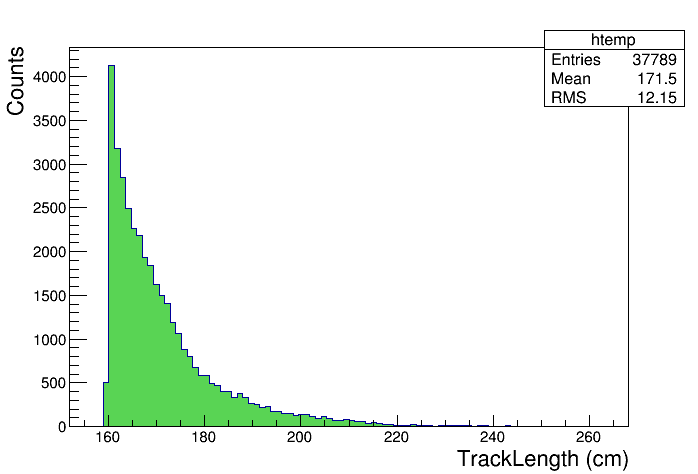 htemp
Entries 37789
Mean 171.5
RMS 12.15
Counts
4000
3500
3000
2500
2000
1500
1000
500
0
160 180 200 220 240 260
TrackLength (cm)